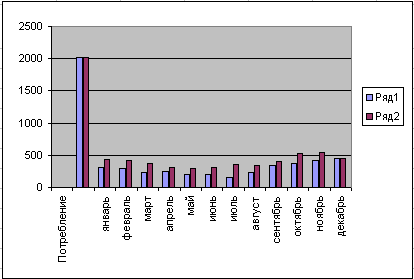 2500
2000
1500
1000
500
0
Потребление
январь
февраль
март
апрель
май
июнь
июль
август
сентябрь
октябрь
ноябрь
декабрь
Ряд1
Ряд2